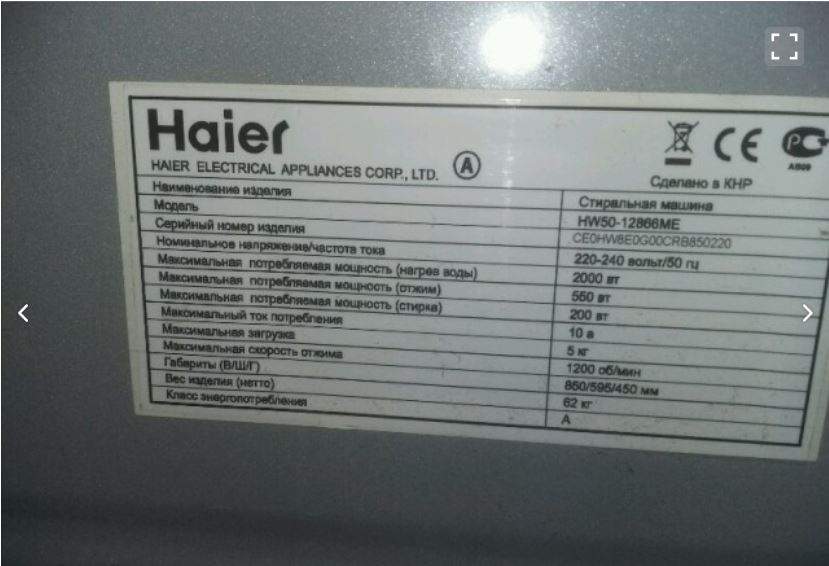 Haier
HAIER ELECTRICAL APPLIANCES CORP., LTD. A
CE PC
АВ09
Сделано в КНР
Наименование изделия Стиральная машина
Модель HW50-12866ME
Серийный номер изделия CE0HW8E0G00CRB850220
Номинальное напряжение/частота тока 220-240 вольт/50 гц
Максимальная потребляемая мощность (нагрев воды) 2000 вт
Максимальная потребляемая мощность (отжим) 550 вт
Максимальная потребляемая мощность (стирка) 200 вт
Максимальный ток потребления 10 а
Максимальная загрузка 5 кг
Максимальная скорость отжима 1200 об/мин
Габариты (В/Ш/Г) 850/595/450 мм
Вес изделия (нетто) 62 кг
Класс энергопотребления A